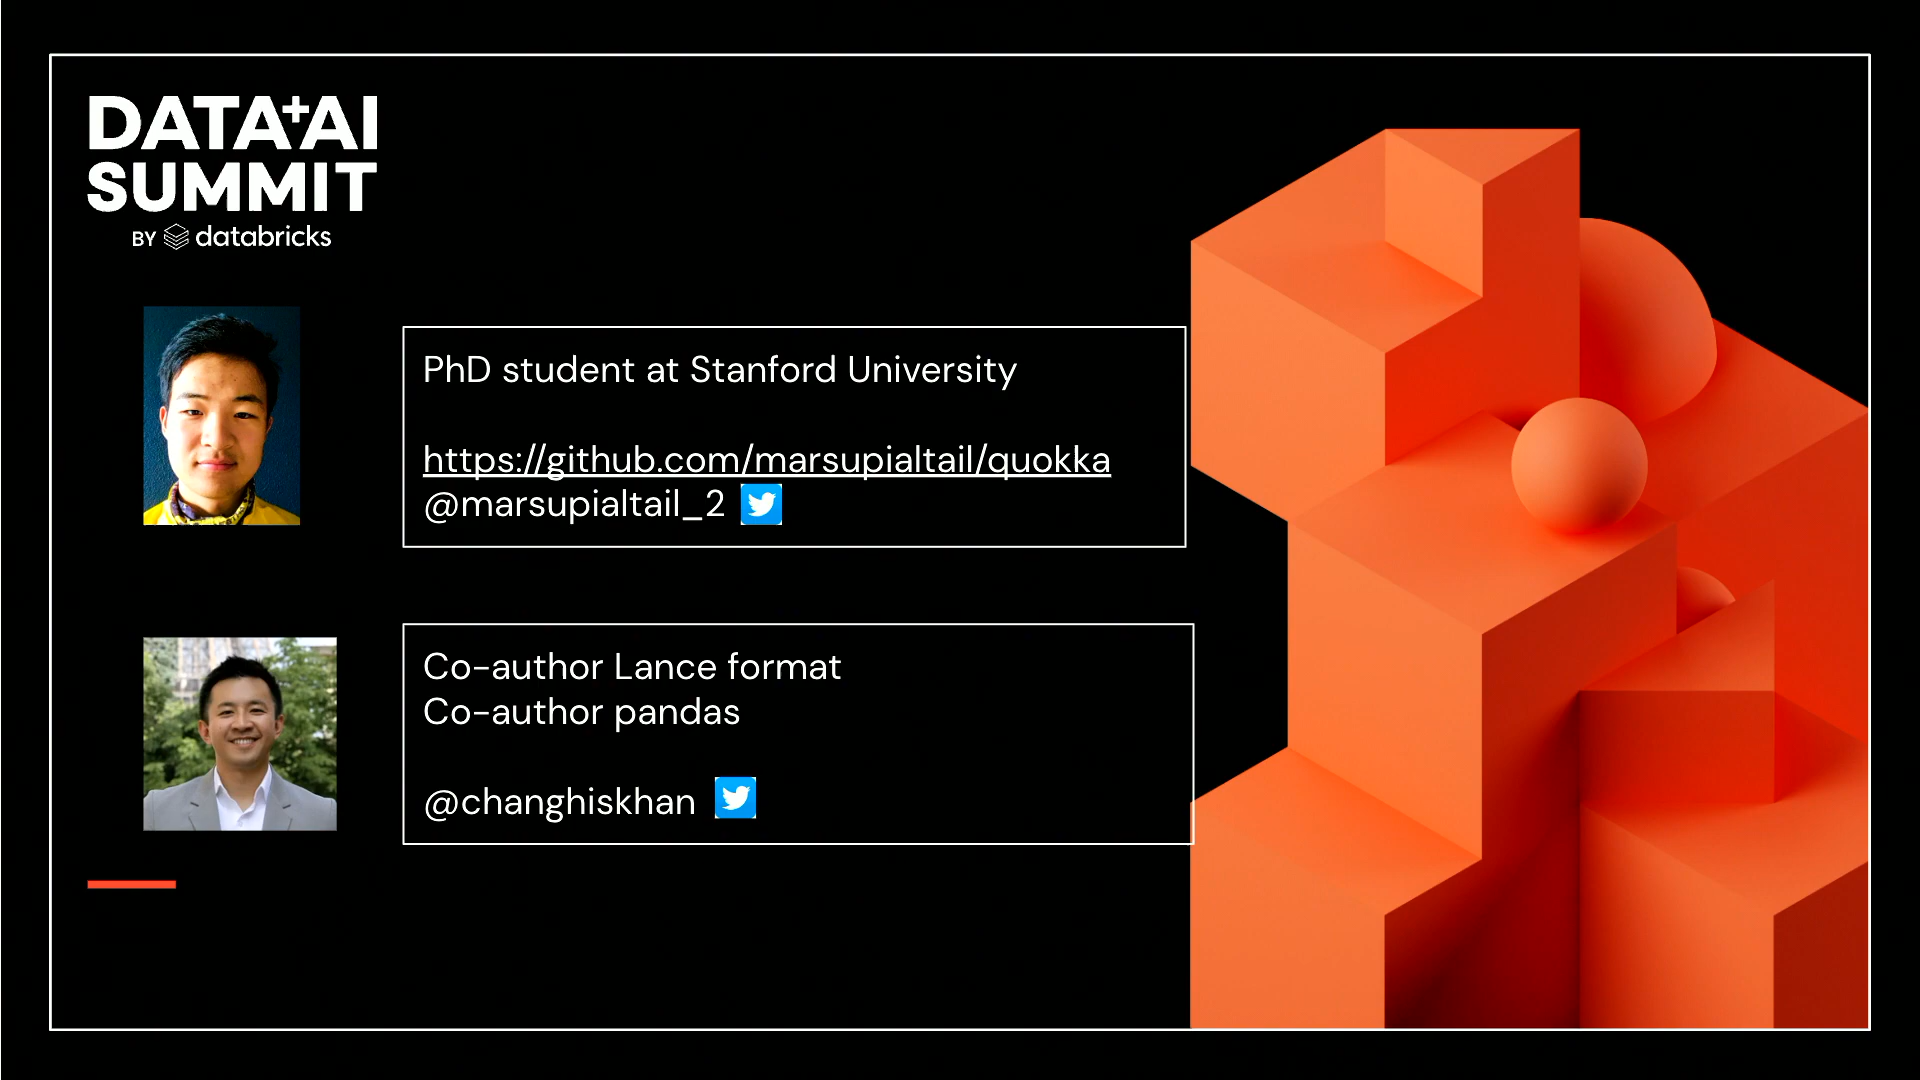 DATA+AI
SUMMIT
BY databricks
PhD student at Stanford University
https://github.com/marsupialtail/quokka
@marsupialtail_2
Co-author Lance format
Co-author pandas
@changhiskhan